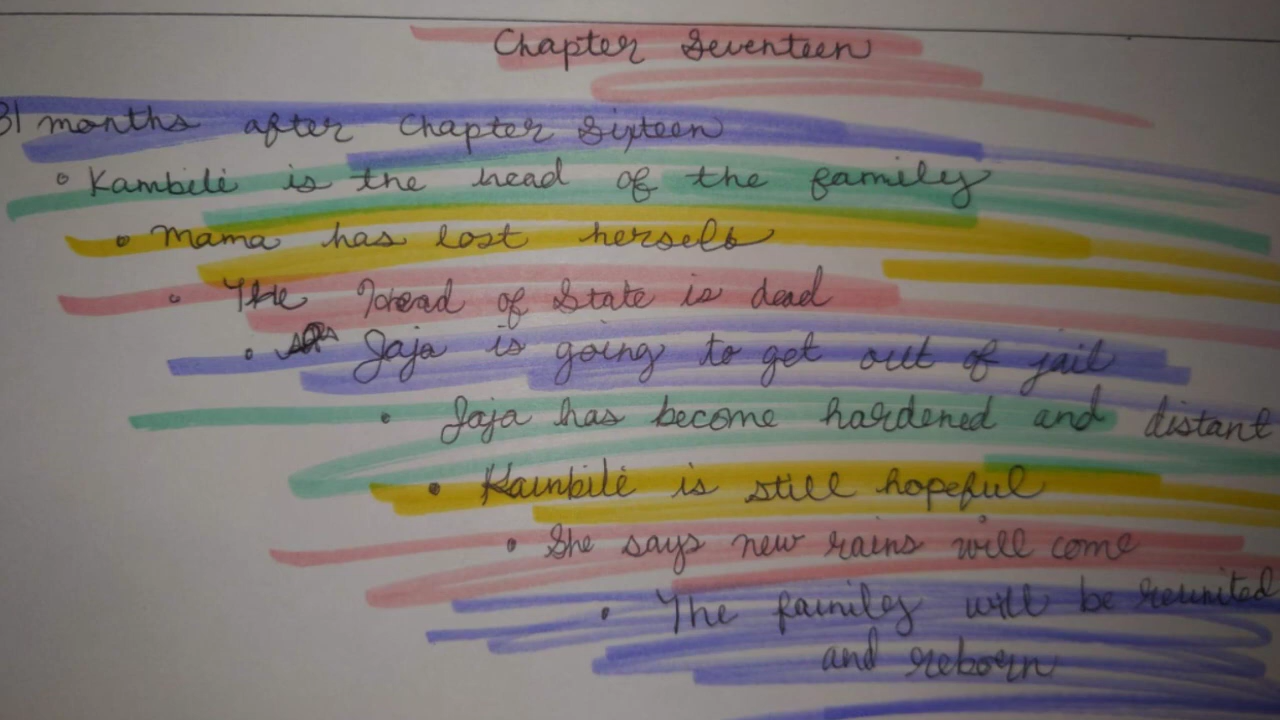 Chapter Seventeen
31 months after Chapter Sixteen
◦ Kambili is the head of the family
◦ Mama has lost herself
◦ The Head of State is dead
◦ Jaja is going to get out of jail
• Jaja has become hardened and distant
• Kambili is still hopeful
• She says new rains will come
• The family will be reunited
and reborn